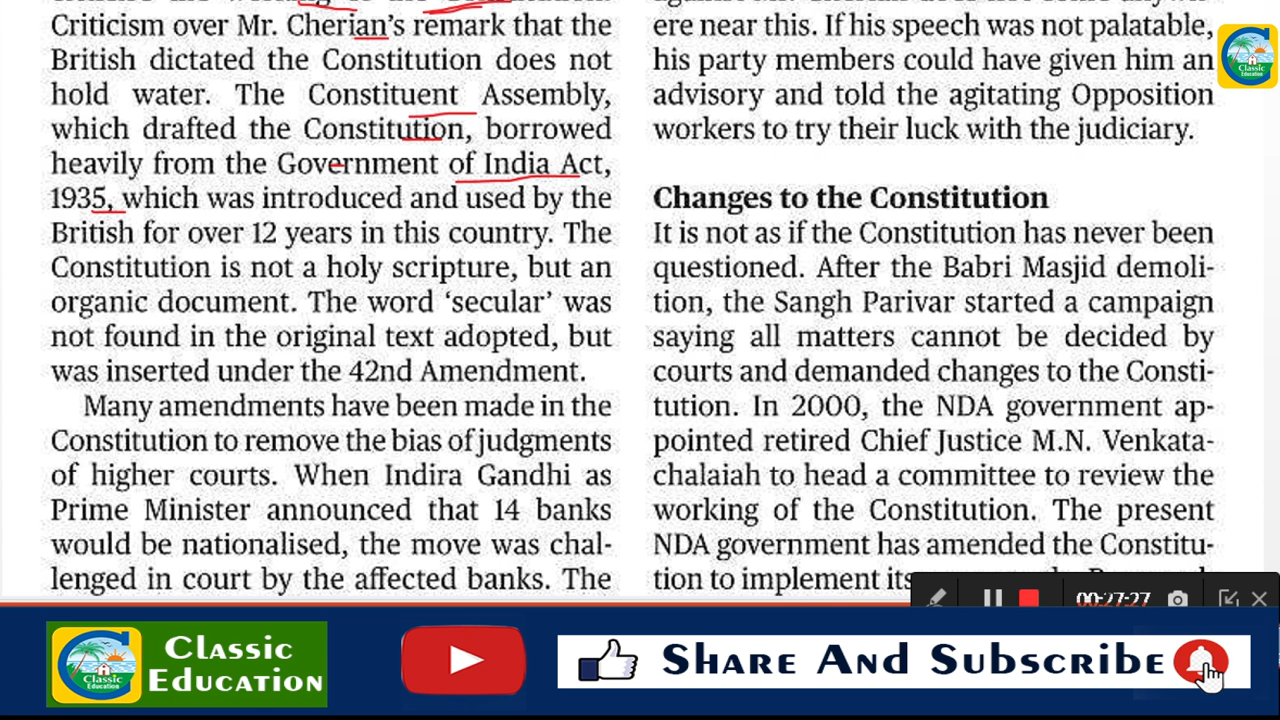 Criticism over Mr. Cherian's remark that the
British dictated the Constitution does not
hold water. The Constituent Assembly,
which drafted the Constitution, borrowed
heavily from the Government of India Act,
1935, which was introduced and used by the
British for over 12 years in this country. The
Constitution is not a holy scripture, but an
organic document. The word 'secular' was
not found in the original text adopted, but
was inserted under the 42nd Amendment.
Many amendments have been made in the
Constitution to remove the bias of judgments
of higher courts. When Indira Gandhi as
Prime Minister announced that 14 banks
would be nationalised, the move was chal-
lenged in court by the affected banks. The
ere near this. If his speech was not palatable,
his party members could have given him an
advisory and told the agitating Opposition
workers to try their luck with the judiciary.
Changes to the Constitution
It is not as if the Constitution has never been
questioned. After the Babri Masjid demoli-
tion, the Sangh Parivar started a campaign
saying all matters cannot be decided by
courts and demanded changes to the Consti-
tution. In 2000, the NDA government ap-
pointed retired Chief Justice M.N. Venkata-
chalaiah to head a committee to review the
working of the Constitution. The present
NDA government has amended the Constitu-
tion to implement its
Classic
Education
00:27:27
Classic
Education
Classic
Education
Share And Subscribe